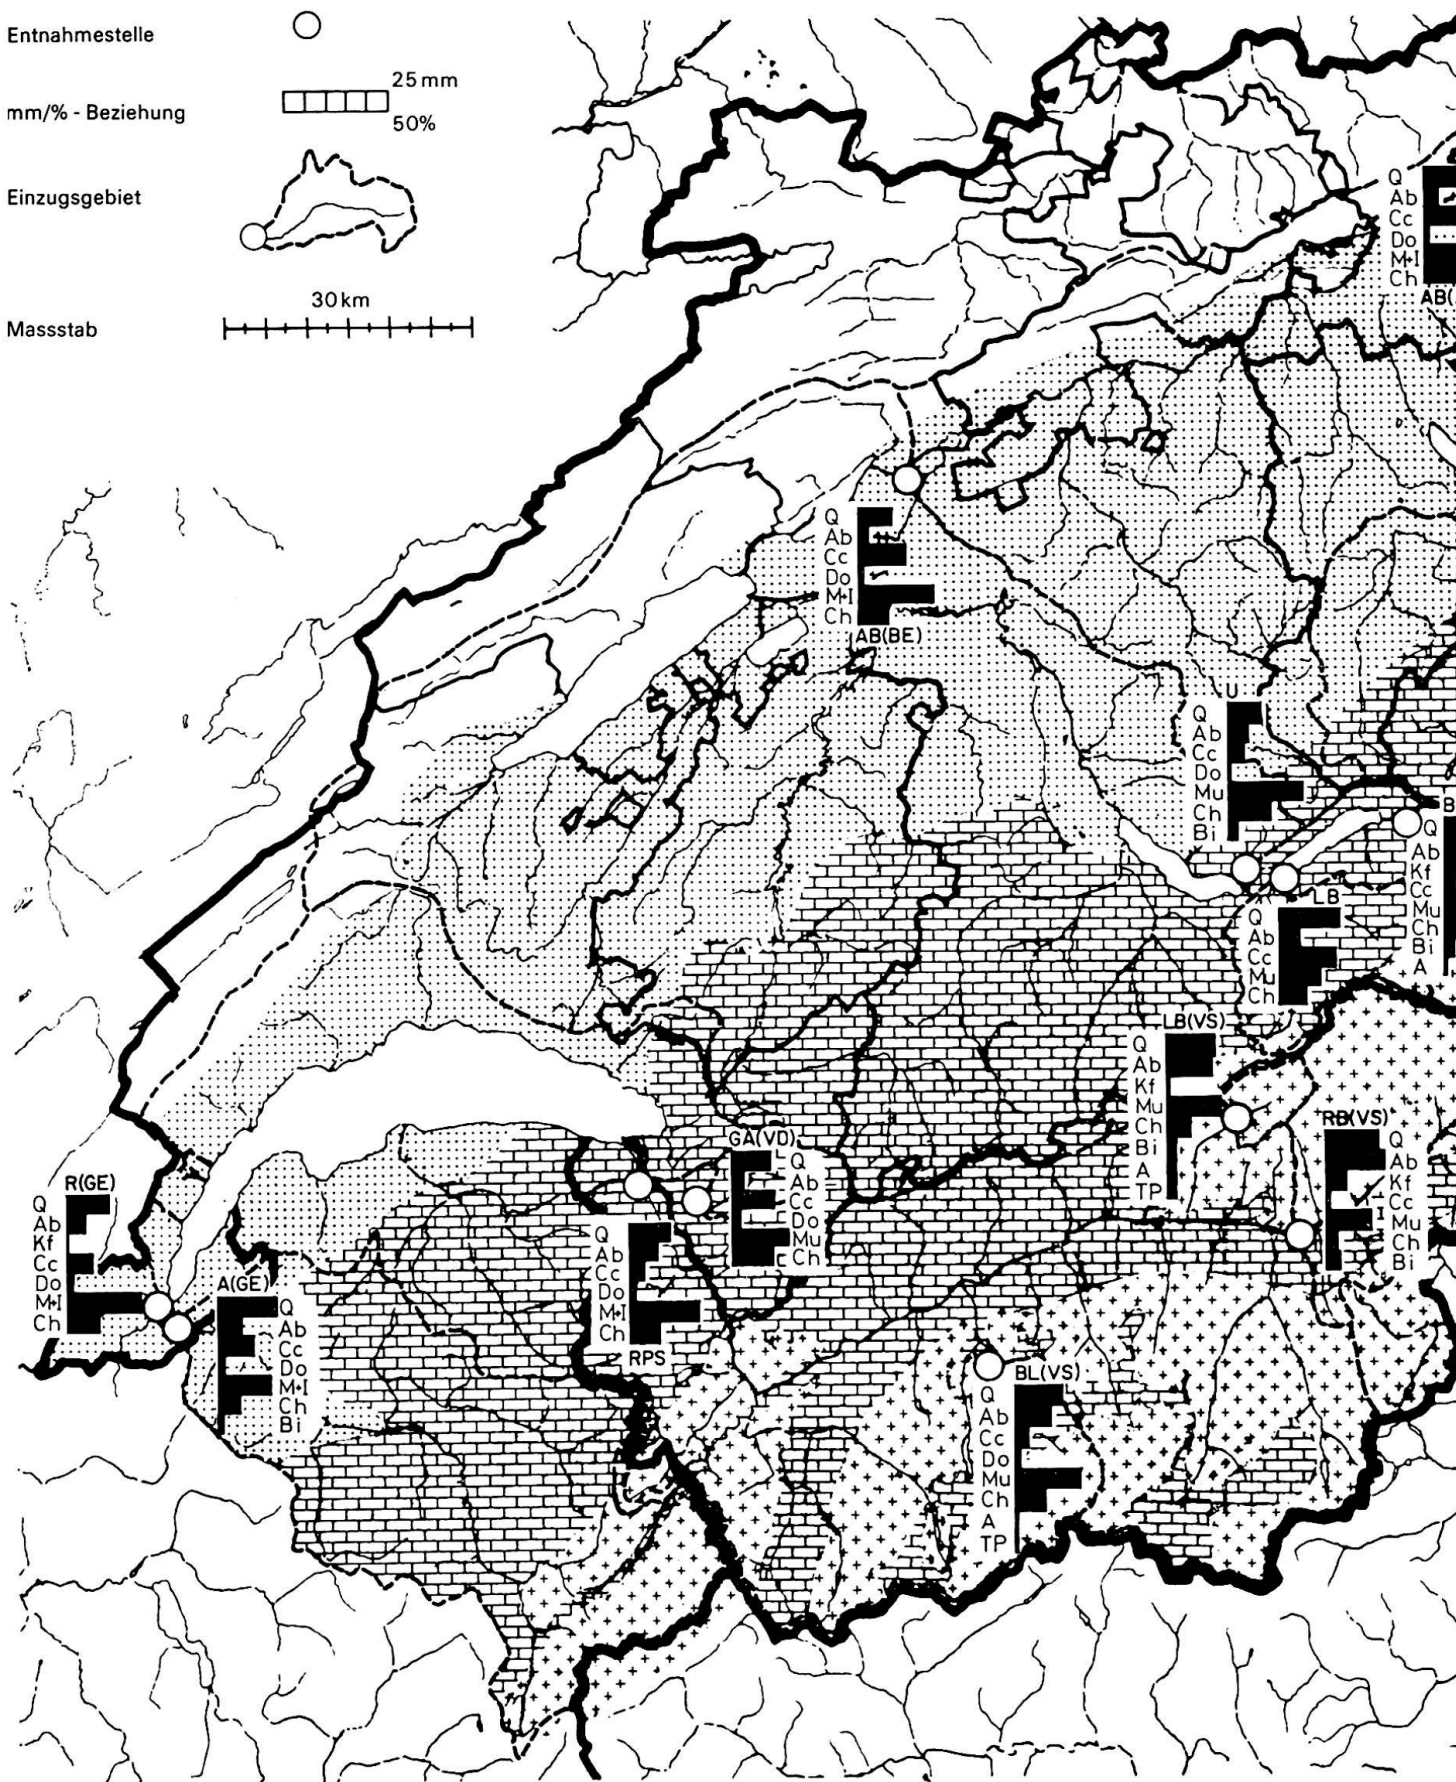 Entnahmestelle
mm/% - Beziehung
25 mm
50%
Einzugsgebiet
30 km
Massstab
Q
Ab
Cc
Do
M+I
Ch
AB(
Q
Ab
Cc
Do
M+I
Ch
AB(BE)
U
Q
Ab
Cc
Do
Mu
Ch
Bi
B
Q
Ab
Kf
Cc
Mu
Ch
Bi
A
LB
Q
Ab
Cc
Mu
Ch
LB(VS)
Q
Ab
Kf
Mu
Ch
Bi
A
TP
RB(VS)
Q
Ab
Kf
Cc
Mu
Ch
Bi
GA(VD)
Q
Ab
Cc
Do
Mu
Ch
R(GE)
Q
Ab
Kf
Cc
Do
M+I
Ch
A(GE)
Q
Ab
Cc
Do
M+I
Ch
Bi
Q
Ab
Cc
Do
M+I
Ch
RPS
BL(VS)
Q
Ab
Cc
Do
Mu
Ch
A
TP